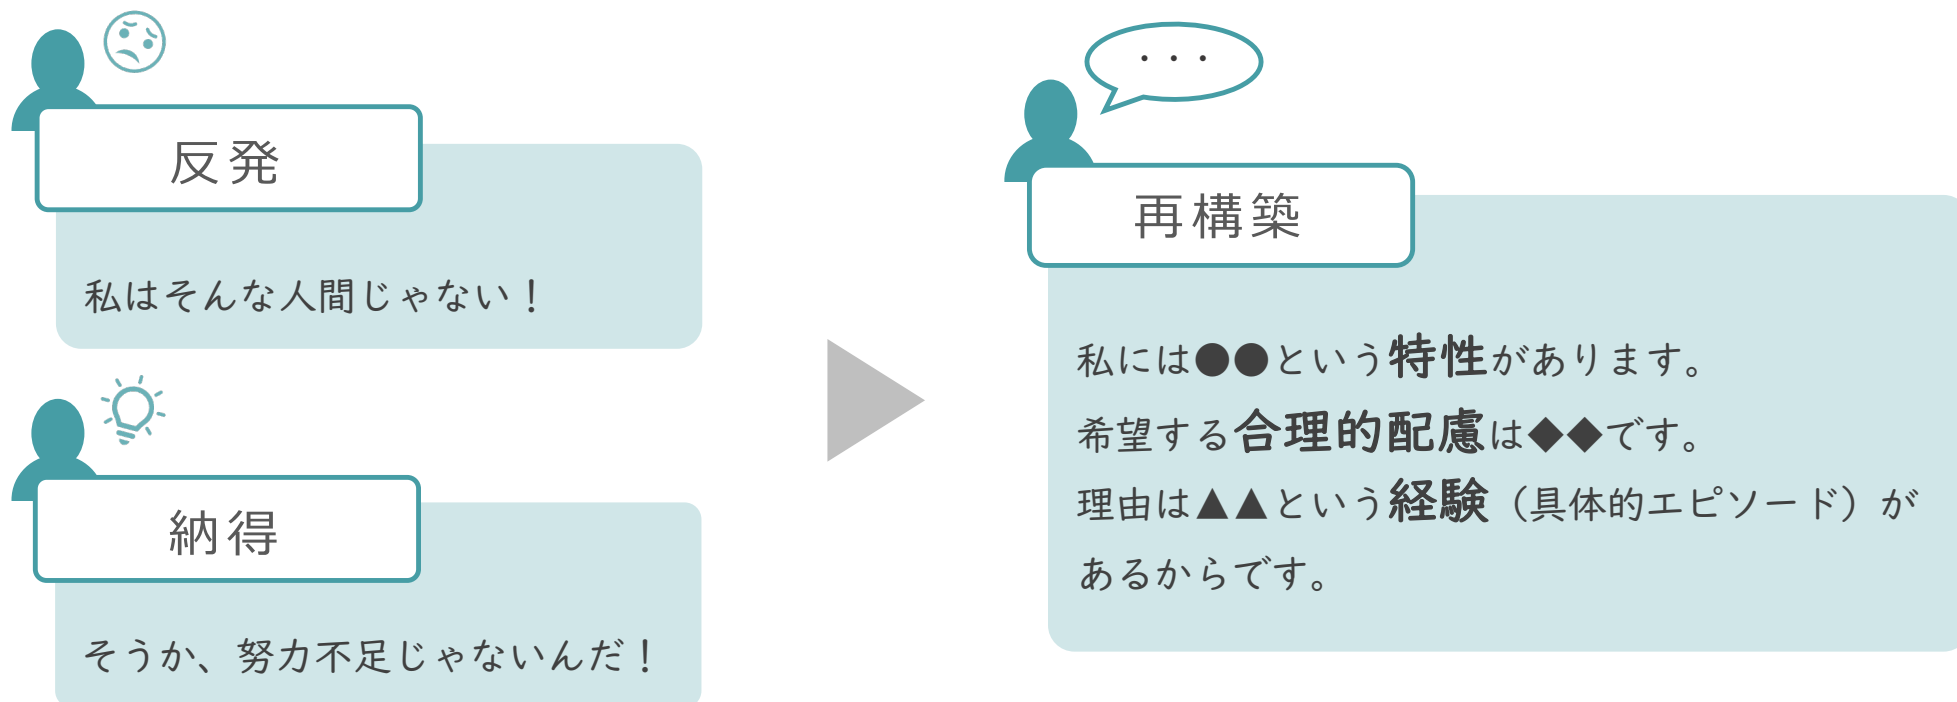 反発
私はそんな人間じゃない！
納得
そうか、努力不足じゃないんだ！
・・・
再構築
私には●●という特性があります。
希望する合理的配慮は◆◆です。
理由は▲▲という経験（具体的エピソード）が
あるからです。